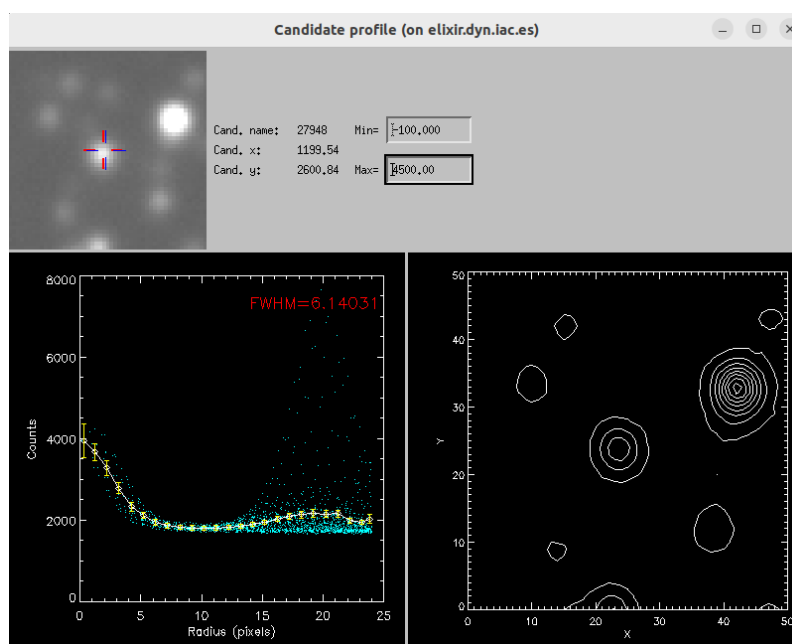 Candidate profile (on elixir.dyn.iac.es)
Cand. name: 27948 Min= -100.000
Cand. x: 1199.54
Cand. y: 2600.84 Max= 4500.00
FWHM=6.14031
8000
6000
4000
2000
0
Counts
0 5 10 15 20 25
Radius (pixels)
50
40
30
20
10
0
Y
0 10 20 30 40 50
X